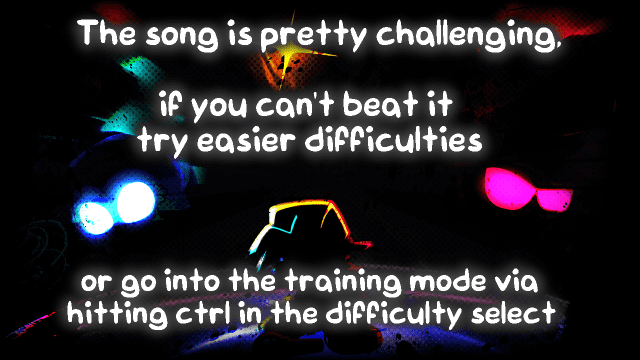 The song is pretty challenging,
if you can't beat it
try easier difficulties
or go into the training mode via
hitting ctrl in the difficulty select